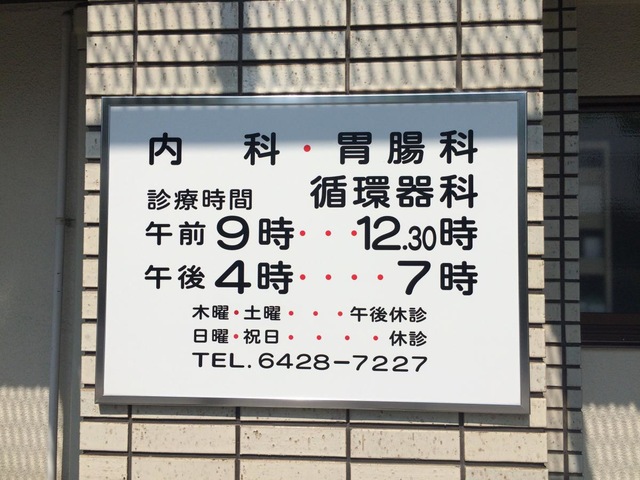 内科・胃腸科
循環器科
診療時間
午前9時・・・12.30時
午後4時・・・・7時
木曜・土曜・・・午後休診
日曜・祝日・・・・休診
TEL.6428-7227